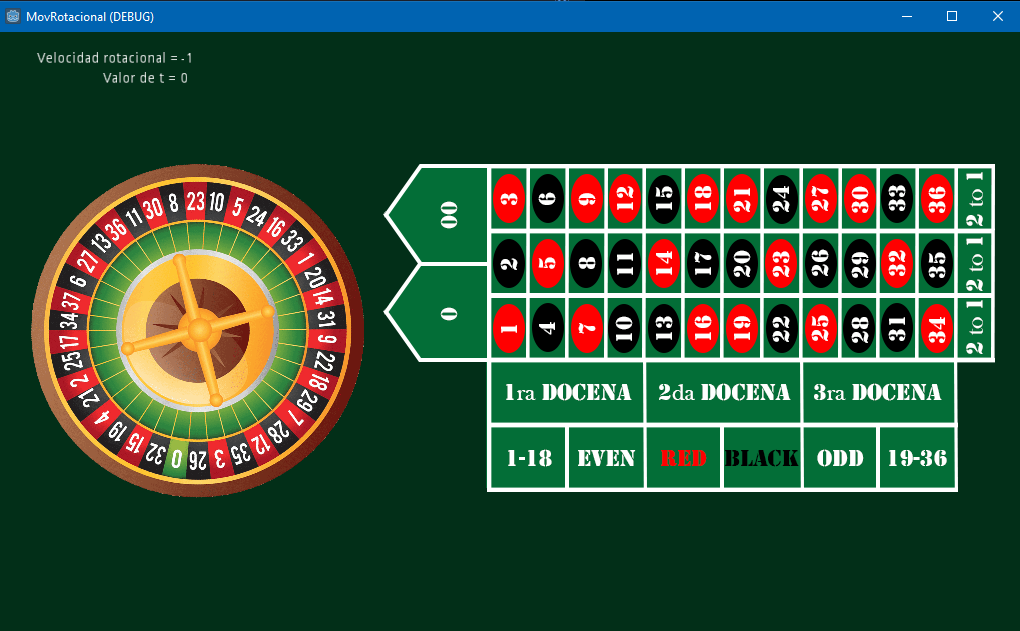 MovRotacional (DEBUG)
Velocidad rotacional = -1
Valor de t = 0
23 10 5 24 16 33 1 20 14 31 9 22 18 29 7 28 12 35 3 26 0 32 15 19 4 21 2 25 17 34 37 6 27 13 36 11 30 8
00
3 6 9 12 15 18 21 24 27 30 33 36 2 to 1
2 5 8 11 14 17 20 23 26 29 32 35 2 to 1
0
1 4 7 10 13 16 19 22 25 28 31 34 2 to 1
1ra DOCENA 2da DOCENA 3ra DOCENA
1-18 EVEN RED BLACK ODD 19-36